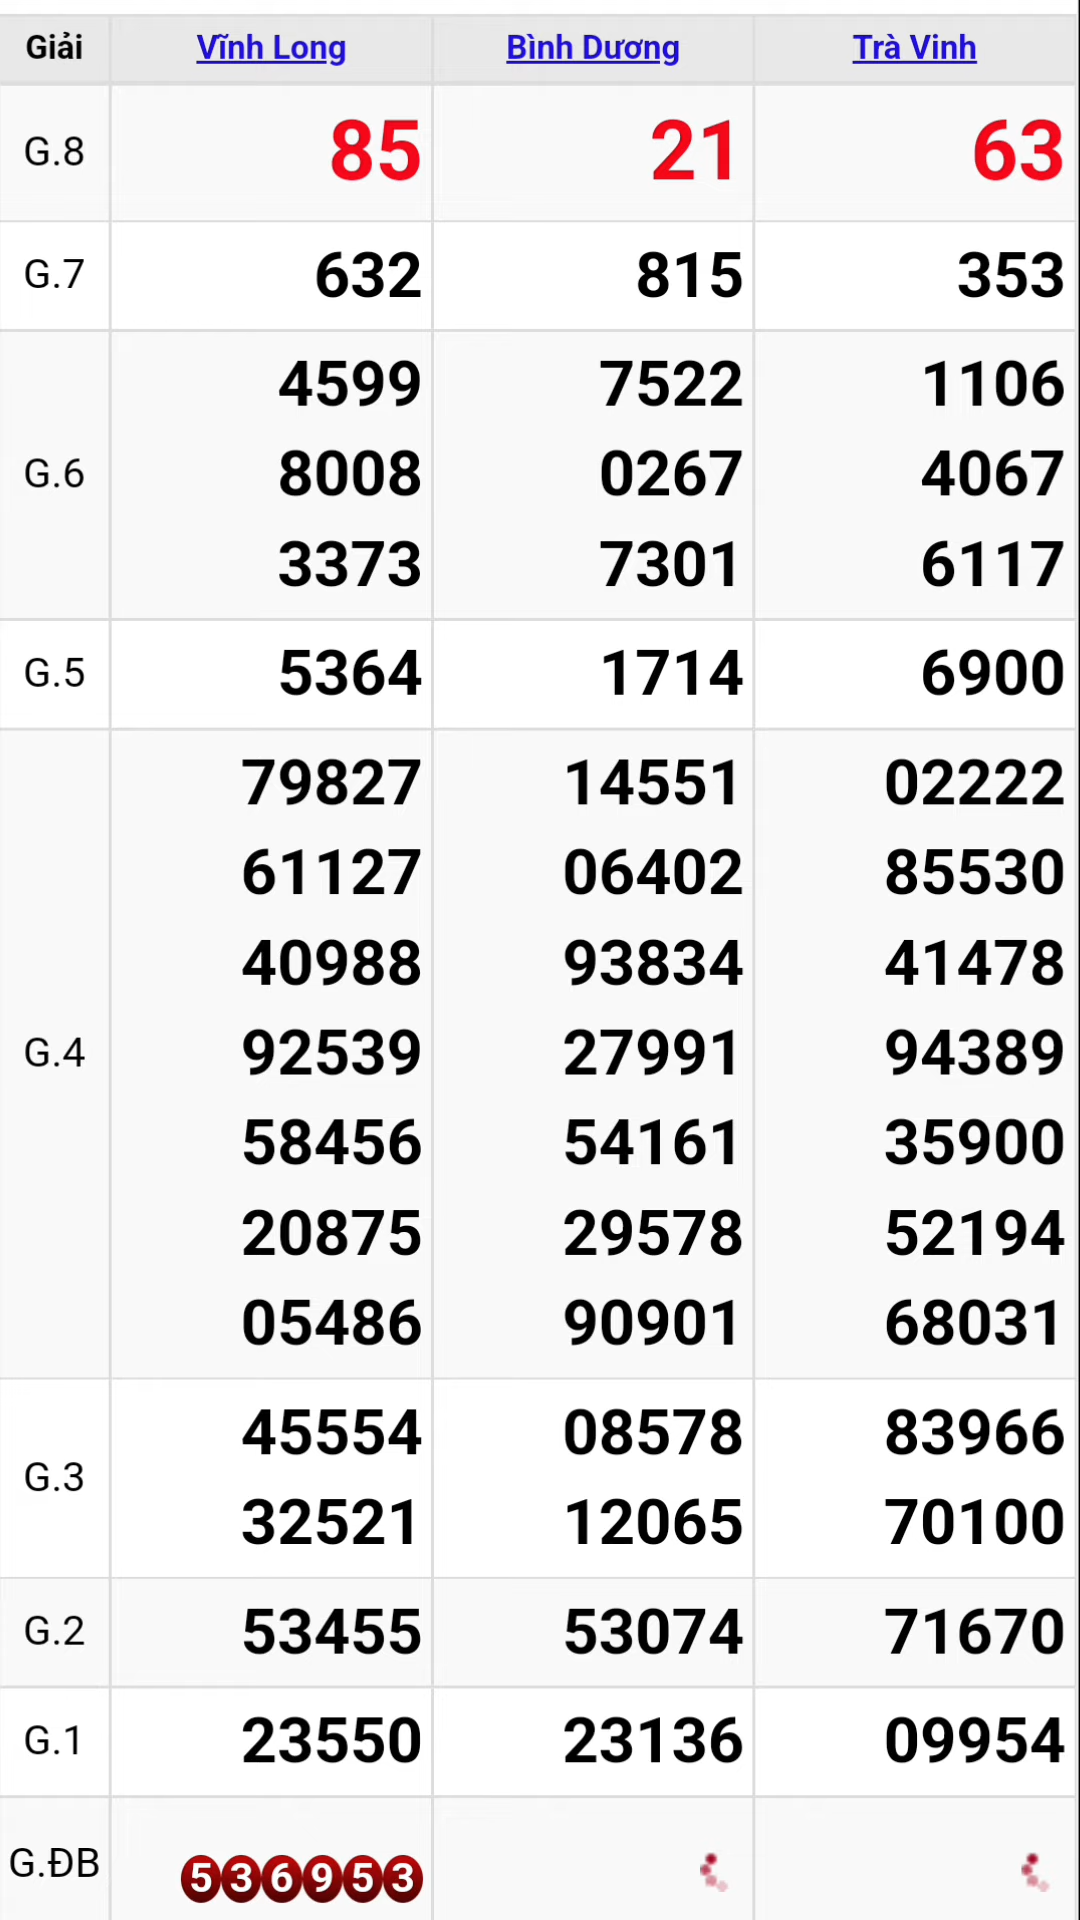 Giải Vĩnh Long Bình Dương Trà Vinh
G.8 85 21 63
G.7 632 815 353
4599 7522 1106
G.6 8008 0267 4067
3373 7301 6117
G.5 5364 1714 6900
79827 14551 02222
61127 06402 85530
40988 93834 41478
G.4 92539 27991 94389
58456 54161 35900
20875 29578 52194
05486 90901 68031
45554 08578 83966
G.3
32521 12065 70100
G.2 53455 53074 71670
G.1 23550 23136 09954
G.ĐB 536953